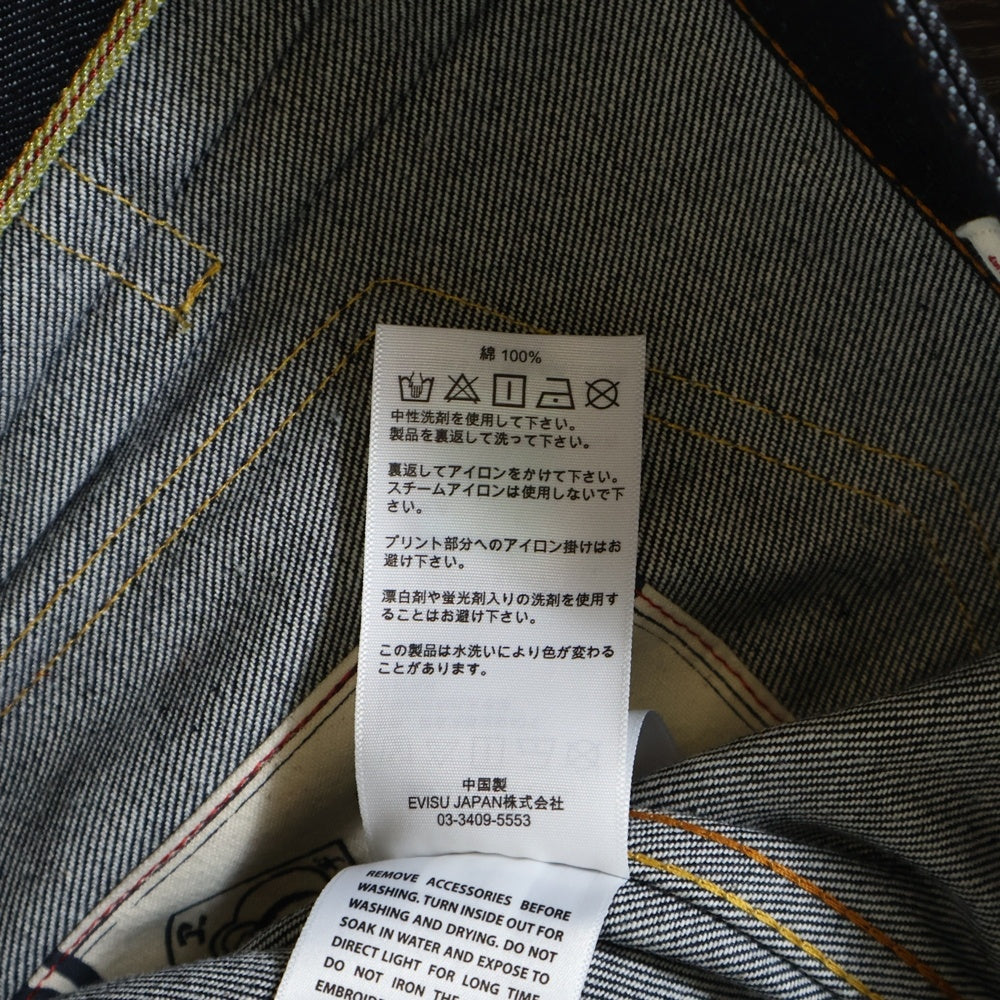 綿 100%
中性洗剤を使用して下さい。
製品を裏返して洗って下さい。
裏返してアイロンをかけて下さい。
スチームアイロンは使用しないで下
さい。
プリント部分へのアイロン掛けはお
避け下さい。
漂白剤や蛍光剤入りの洗剤を使用す
ることはお避け下さい。
この製品は水洗いにより色が変わる
ことがあります。
中国製
EVISU JAPAN株式会社
03-3409-5553
REMOVE ACCESSORIES BEFORE
WASHING. TURN INSIDE OUT FOR
WASHING AND DRYING. DO NOT
SOAK IN WATER AND EXPOSE TO
DIRECT LIGHT FOR LONG TIME
DO NOT IRON THE